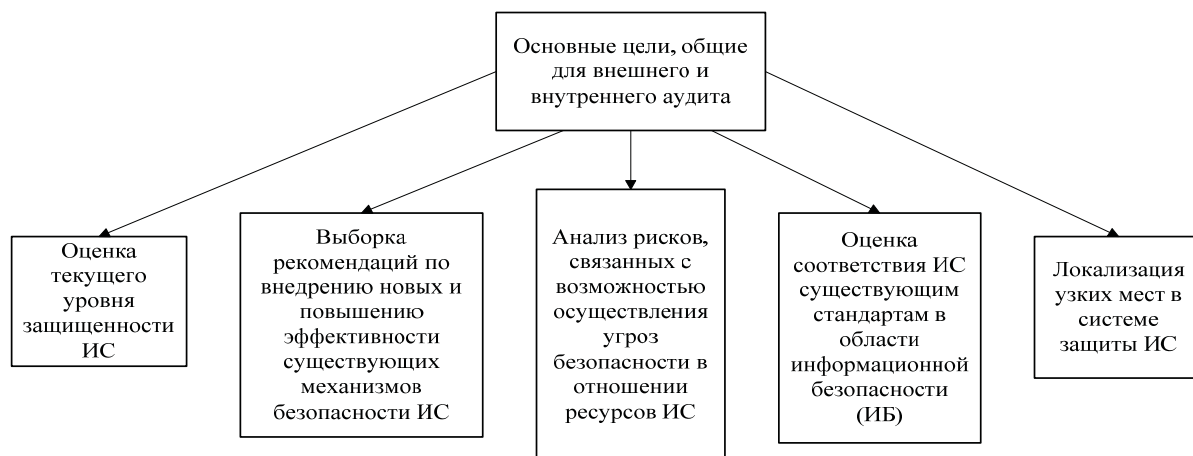 Основные цели, общие
для внешнего и
внутреннего аудита
Оценка
текущего
уровня
защищенности
ИС
Выборка
рекомендаций по
внедрению новых и
повышению
эффективности
существующих
механизмов
безопасности ИС
Анализ рисков,
связанных с
возможностью
осуществления
угроз
безопасности в
отношении
ресурсов ИС
Оценка
соответствия ИС
существующим
стандартам в
области
информационной
безопасности
(ИБ)
Локализация
узких мест в
системе
защиты ИС